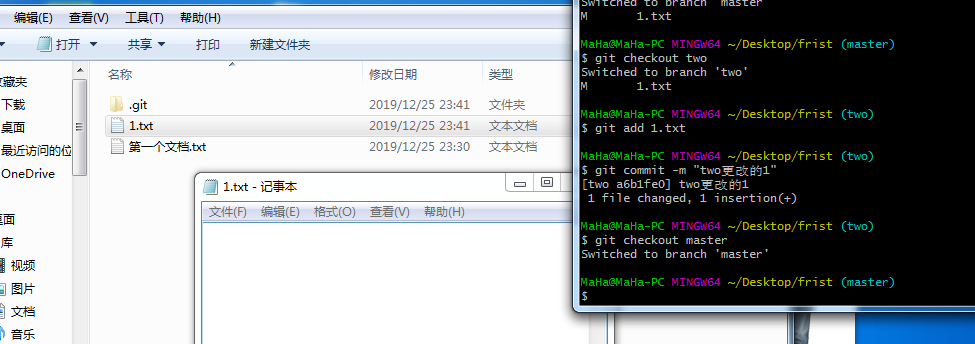 编辑(E) 查看(V) 工具(T) 帮助(H)
打开 共享 打印 新建文件夹
收藏夹
下载
桌面
最近访问的位
OneDrive
桌面
库
视频
图片
文档
音乐
名称 修改日期 类型
.git 2019/12/25 23:41 文件夹
1.txt 2019/12/25 23:41 文本文档
第一个文档.txt 2019/12/25 23:30 文本文档
1.txt - 记事本
文件(F) 编辑(E) 格式(O) 查看(V) 帮助(H)
Switched to branch 'master'
M 1.txt
MaHa@MaHa-PC MINGW64 ~/Desktop/frist (master)
$ git checkout two
Switched to branch 'two'
M 1.txt
MaHa@MaHa-PC MINGW64 ~/Desktop/frist (two)
$ git add 1.txt
MaHa@MaHa-PC MINGW64 ~/Desktop/frist (two)
$ git commit -m "two更改的1"
[two a6b1fe0] two更改的1
1 file changed, 1 insertion(+)
MaHa@MaHa-PC MINGW64 ~/Desktop/frist (two)
$ git checkout master
Switched to branch 'master'
MaHa@MaHa-PC MINGW64 ~/Desktop/frist (master)
$